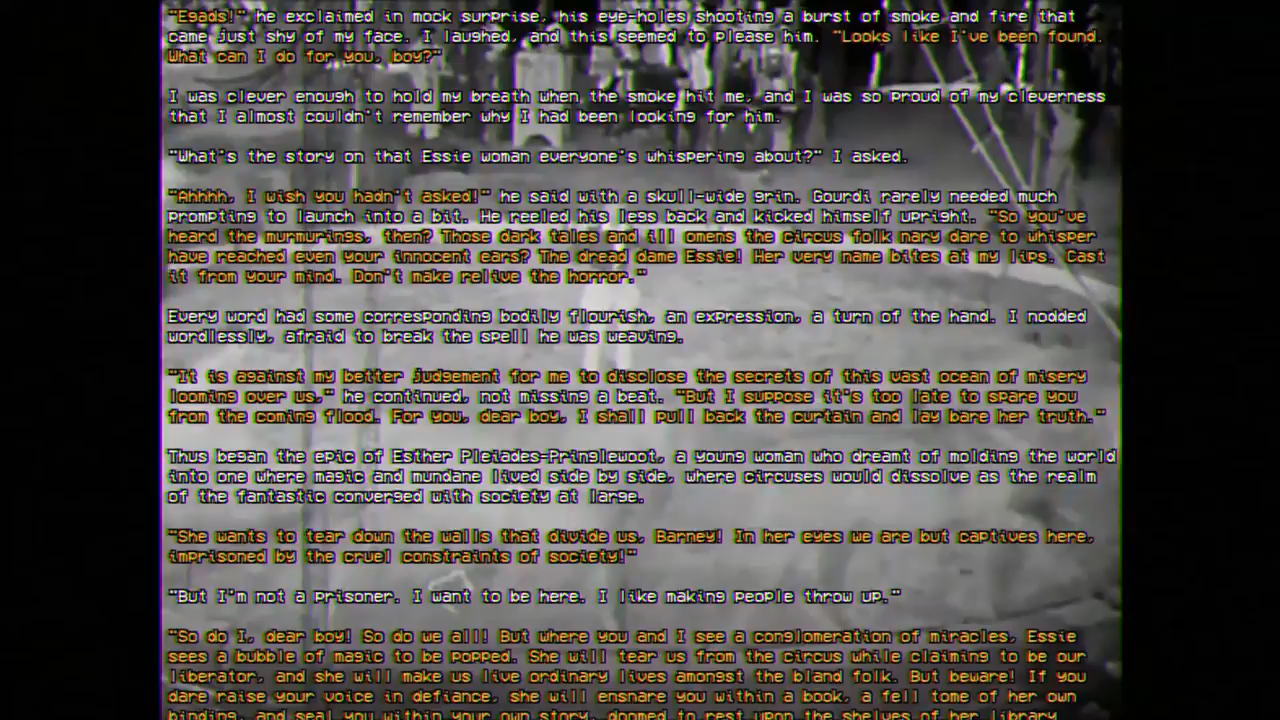 "Egads!" he exclaimed in mock surprise, his eye-holes shooting a burst of smoke and fire that
came just shy of my face. I laughed, and this seemed to please him. "Looks like I've been found.
What can I do for you, boy?"
I was clever enough to hold my breath when the smoke hit me, and I was so proud of my cleverness
that I almost couldn't remember why I had been looking for him.
"What's the story on that Essie woman everyone's whispering about?" I asked.
"Ahhhh, I wish you hadn't asked!" he said with a skull-wide grin. Gourdi rarely needed much
prompting to launch into a bit. He reeled his legs back and kicked himself upright. "So you've
heard the murmurings, then? Those dark tales and ill omens the circus folk nary dare to whisper
have reached even your innocent ears? The dread dame Essie! Her very name bites at my lips. Cast
it from your mind. Don't make relive the horror."
Every word had some corresponding bodily flourish, an expression, a turn of the hand. I nodded
wordlessly, afraid to break the spell he was weaving.
"It is against my better judgement for me to disclose the secrets of this vast ocean of misery
looming over us," he continued, not missing a beat. "But I suppose it's too late to spare you
from the coming flood. For you, dear boy, I shall pull back the curtain and lay bare her truth."
Thus began the epic of Esther Pleiades-Pringlewoot, a young woman who dreamt of molding the world
into one where magic and mundane lived side by side, where circuses would dissolve as the realm
of the fantastic converged with society at large.
"She wants to tear down the walls that divide us, Barney! In her eyes we are but captives here,
imprisoned by the cruel constraints of society!"
"But I'm not a prisoner. I want to be here. I like making people throw up."
"So do I, dear boy! So do we all! But where you and I see a conglomeration of miracles, Essie
sees a bubble of magic to be popped. She will tear us from the circus while claiming to be our
liberator, and she will make us live ordinary lives amongst the bland folk. But beware! If you
dare raise your voice in defiance, she will ensnare you within a book, a fell tome of her own
binding, and seal you within your own story, doomed to rest upon the shelves of her library